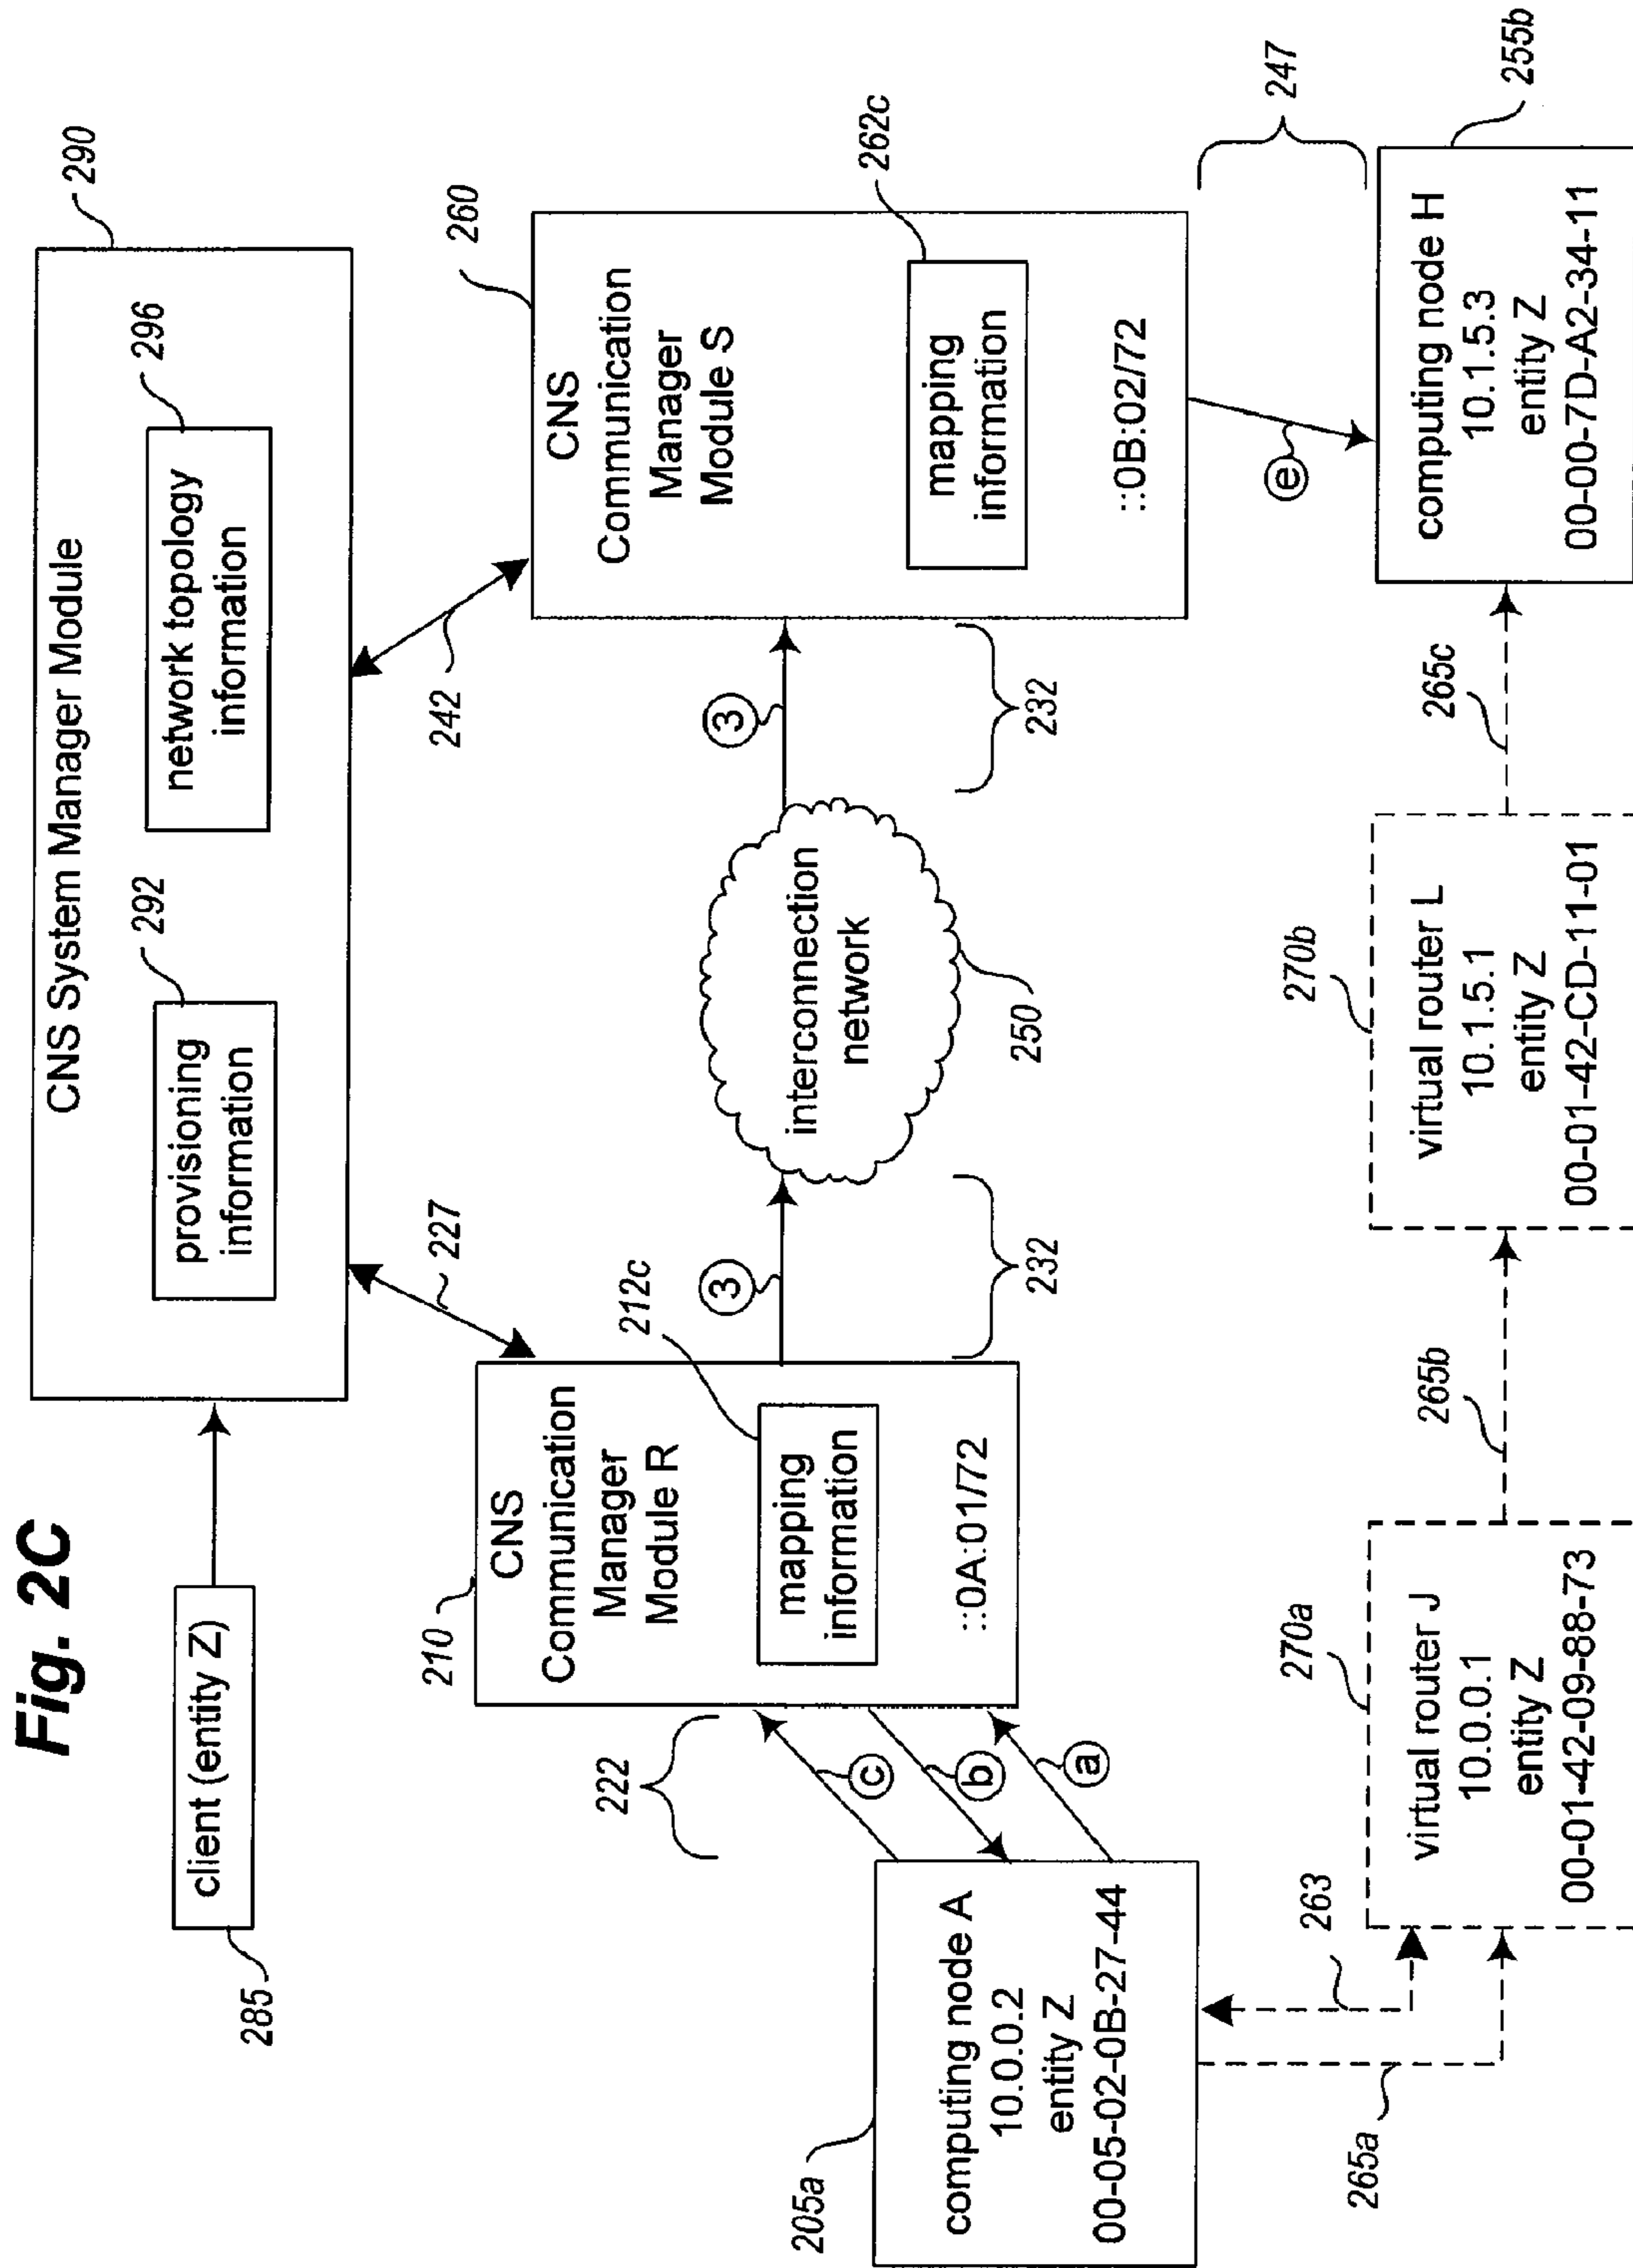 Fig. 2C
client (entity Z)
285
CNS System Manager Module
290
provisioning
information
292
network topology
information
296
227
242
210
CNS
Communication
Manager
Module R
mapping
information
212c
::0A:01/72
222
c
b
a
3
232
interconnection
network
250
3
232
CNS
Communication
Manager
Module S
260
mapping
information
262c
::0B:02/72
e
247
205a
computing node A
10.0.0.2
entity Z
00-05-02-0B-27-44
263
265a
270a
virtual router J
10.0.0.1
entity Z
00-01-42-09-88-73
265b
270b
virtual router L
10.1.5.1
entity Z
00-01-42-CD-11-01
265c
computing node H
10.1.5.3
entity Z
00-00-7D-A2-34-11
255b